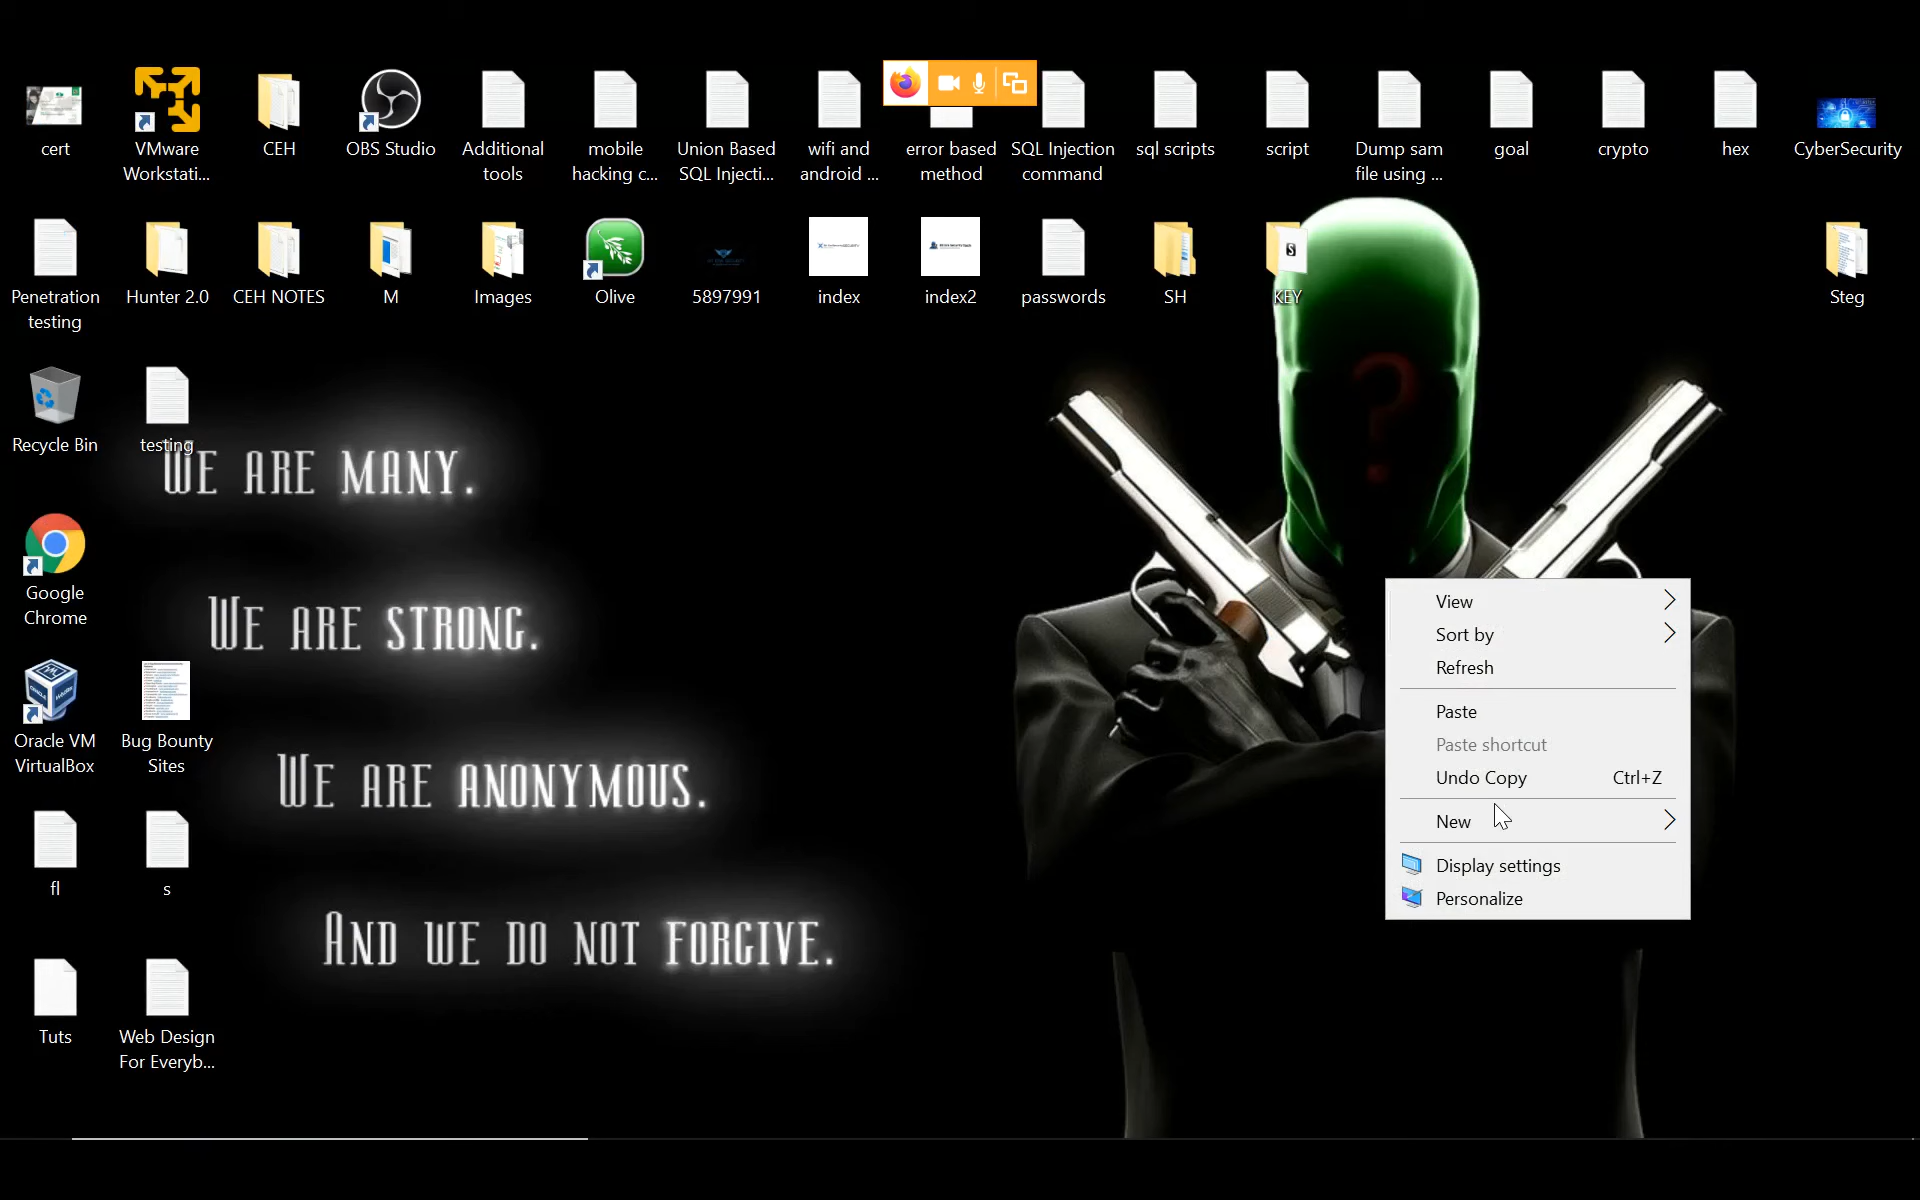 cert
VMware
Workstati...
CEH
OBS Studio
Additional
tools
mobile
hacking c...
Union Based
SQL Injecti...
wifi and
android ...
error based
method
SQL Injection
command
sql scripts
script
Dump sam
file using ...
goal
crypto
hex
CyberSecurity
Penetration
testing
Hunter 2.0
CEH NOTES
M
Images
Olive
5897991
index
index2
passwords
SH
KEY
Steg
Recycle Bin
testing
WE ARE MANY.
Google
Chrome
WE ARE STRONG.
Oracle VM
VirtualBox
Bug Bounty
Sites
WE ARE ANONYMOUS.
fl
s
AND WE DO NOT FORGIVE.
Tuts
Web Design
For Everyb...
?
View
Sort by
Refresh
Paste
Paste shortcut
Undo Copy Ctrl+Z
New
Display settings
Personalize